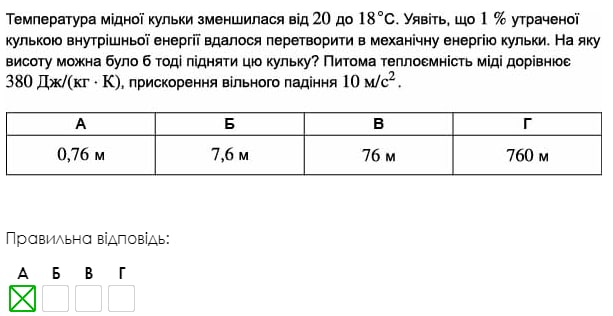 Температура мідної кульки зменшилася від 20 до 18°C. Уявіть, що 1 % утраченої
кулькою внутрішньої енергії вдалося перетворити в механічну енергію кульки. На яку
висоту можна було б тоді підняти цю кульку? Питома теплоємність міді дорівнює
380 Дж/(кг · К), прискорення вільного падіння 10 м/с².
А Б В Г
0,76 м 7,6 м 76 м 760 м
Правильна відповідь:
А Б В Г